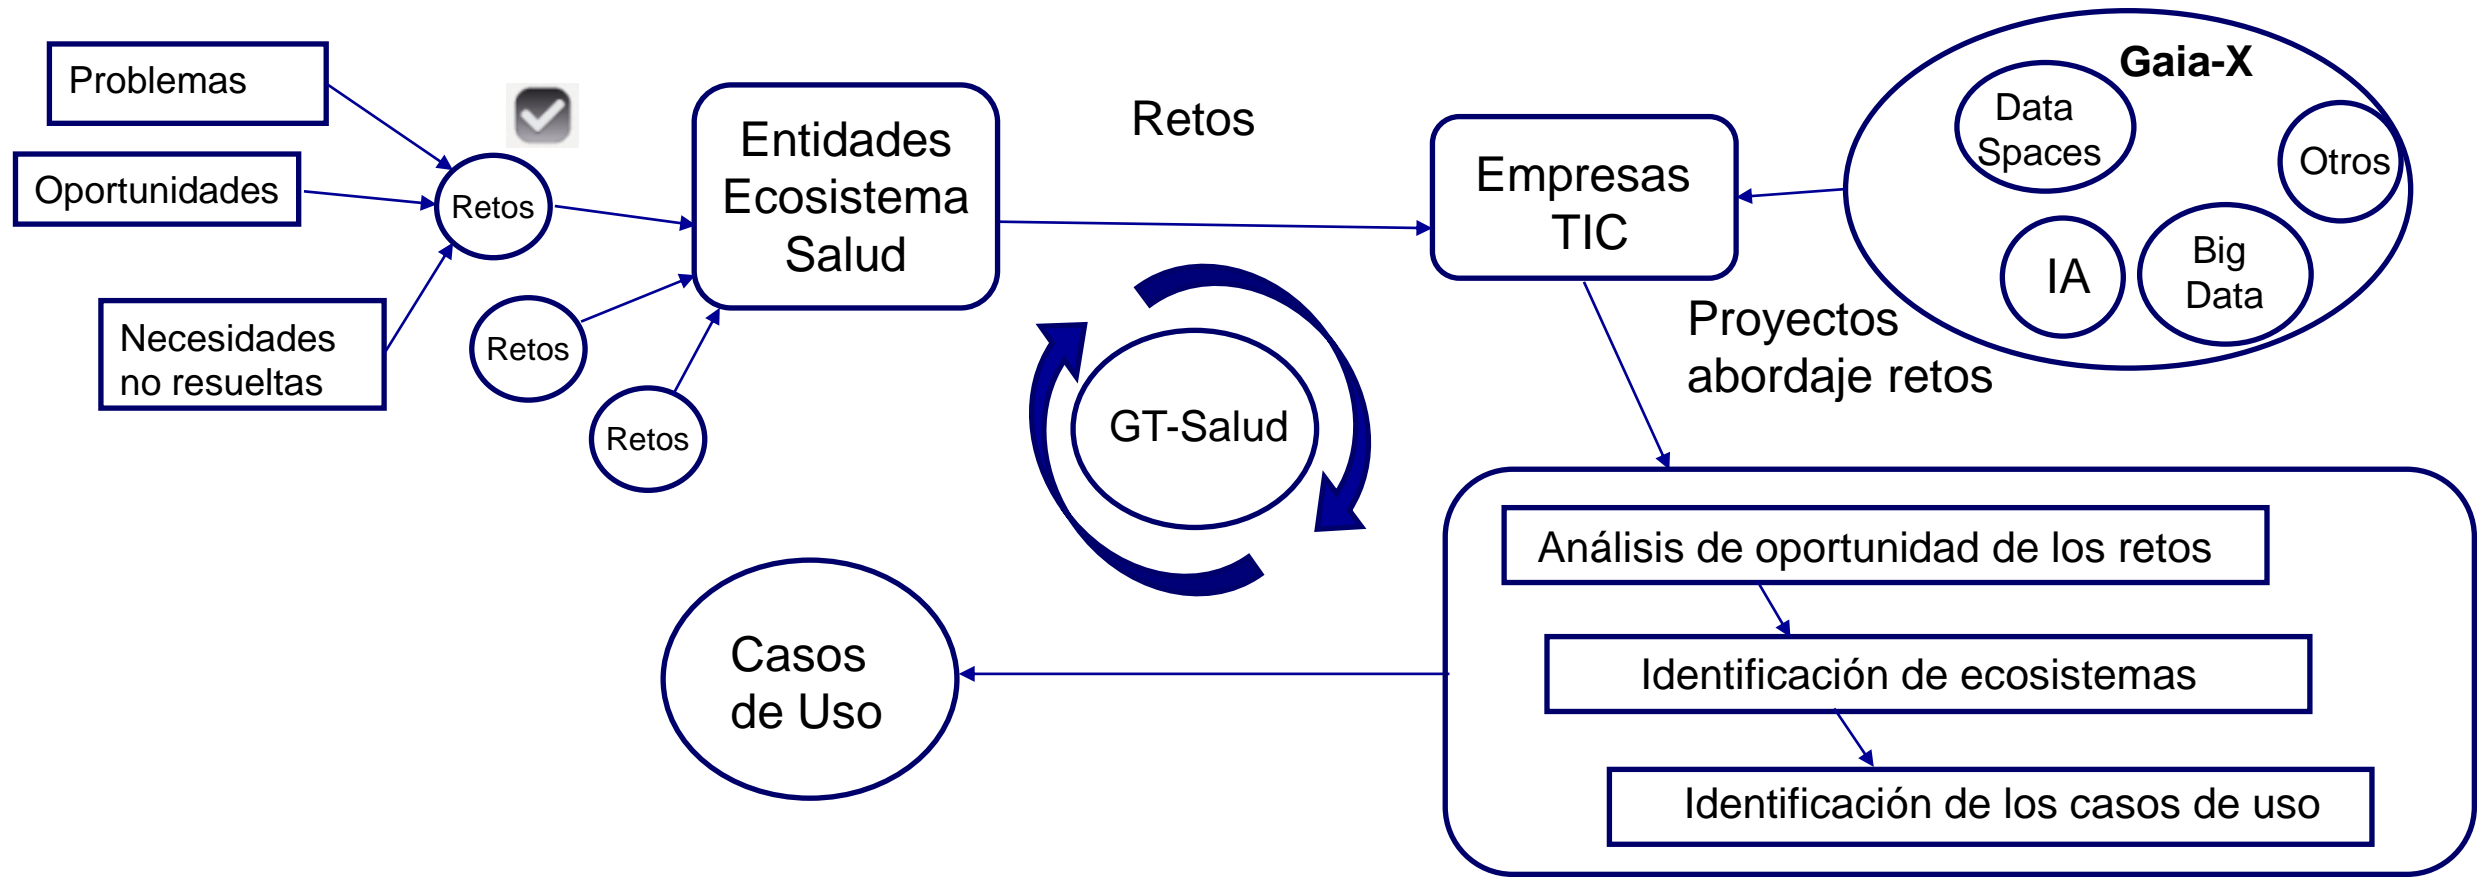 Problemas
Oportunidades
Necesidades
no resueltas
Retos
Retos
Retos
Entidades
Ecosistema
Salud
Retos
Empresas
TIC
Gaia-X
Data
Spaces
Otros
IA
Big
Data
Proyectos
abordaje retos
GT-Salud
Análisis de oportunidad de los retos
Identificación de ecosistemas
Identificación de los casos de uso
Casos
de Uso